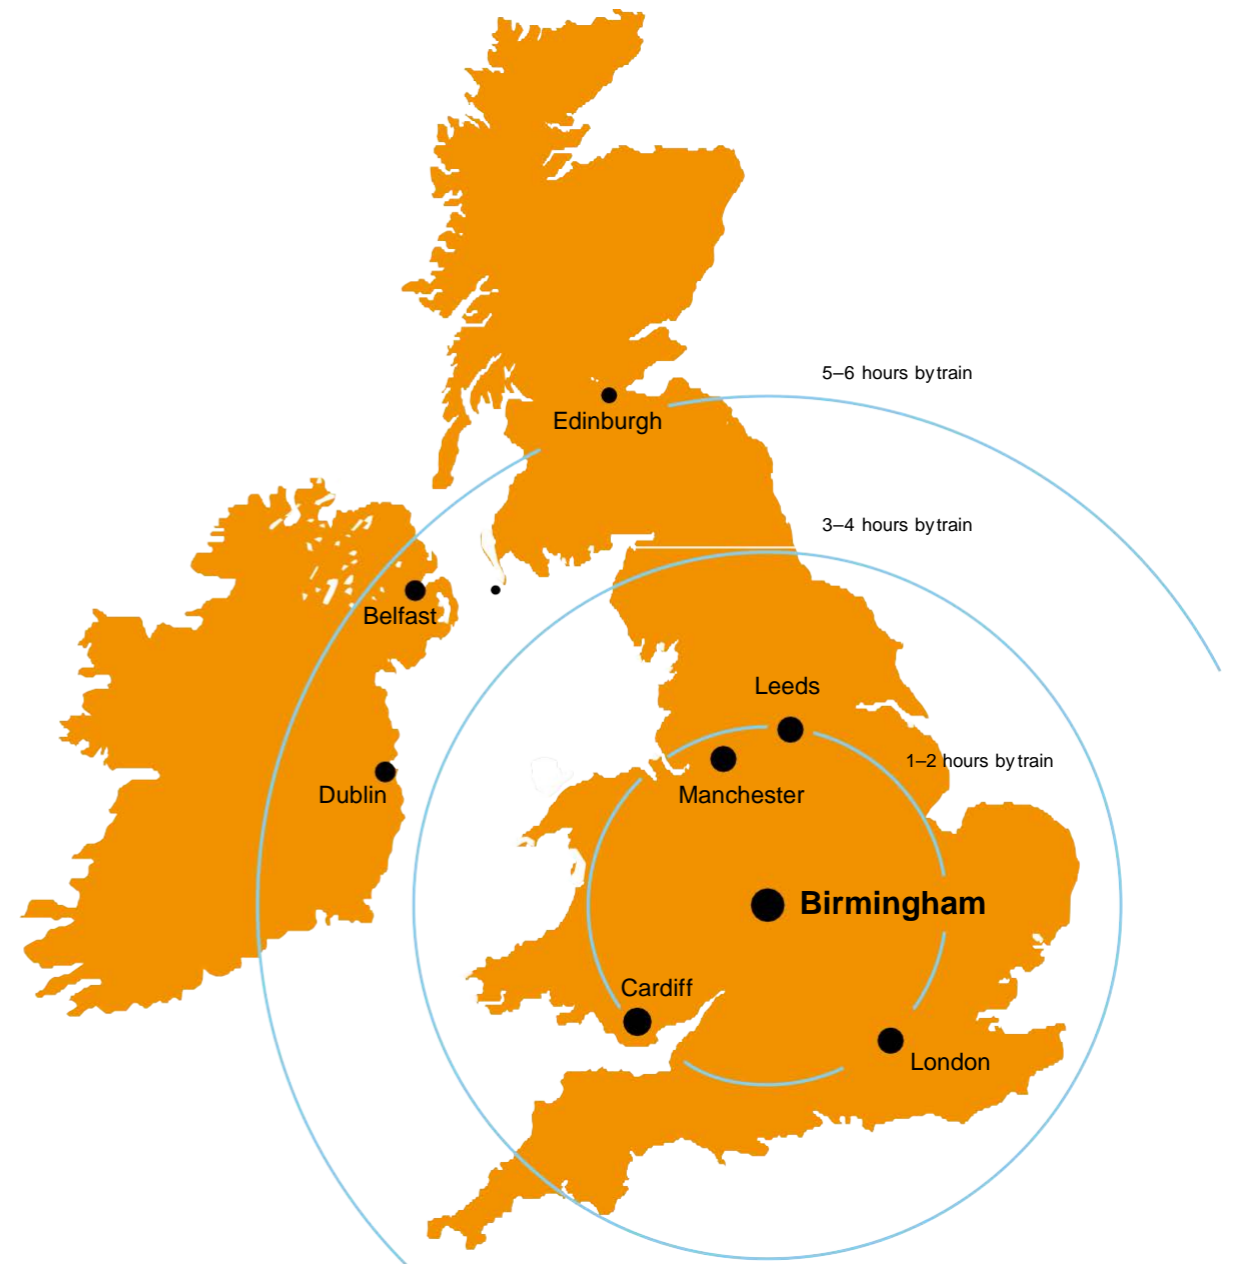 5–6 hours by train
Edinburgh
3–4 hours by train
Belfast
Leeds
1–2 hours by train
Dublin
Manchester
Birmingham
Cardiff
London